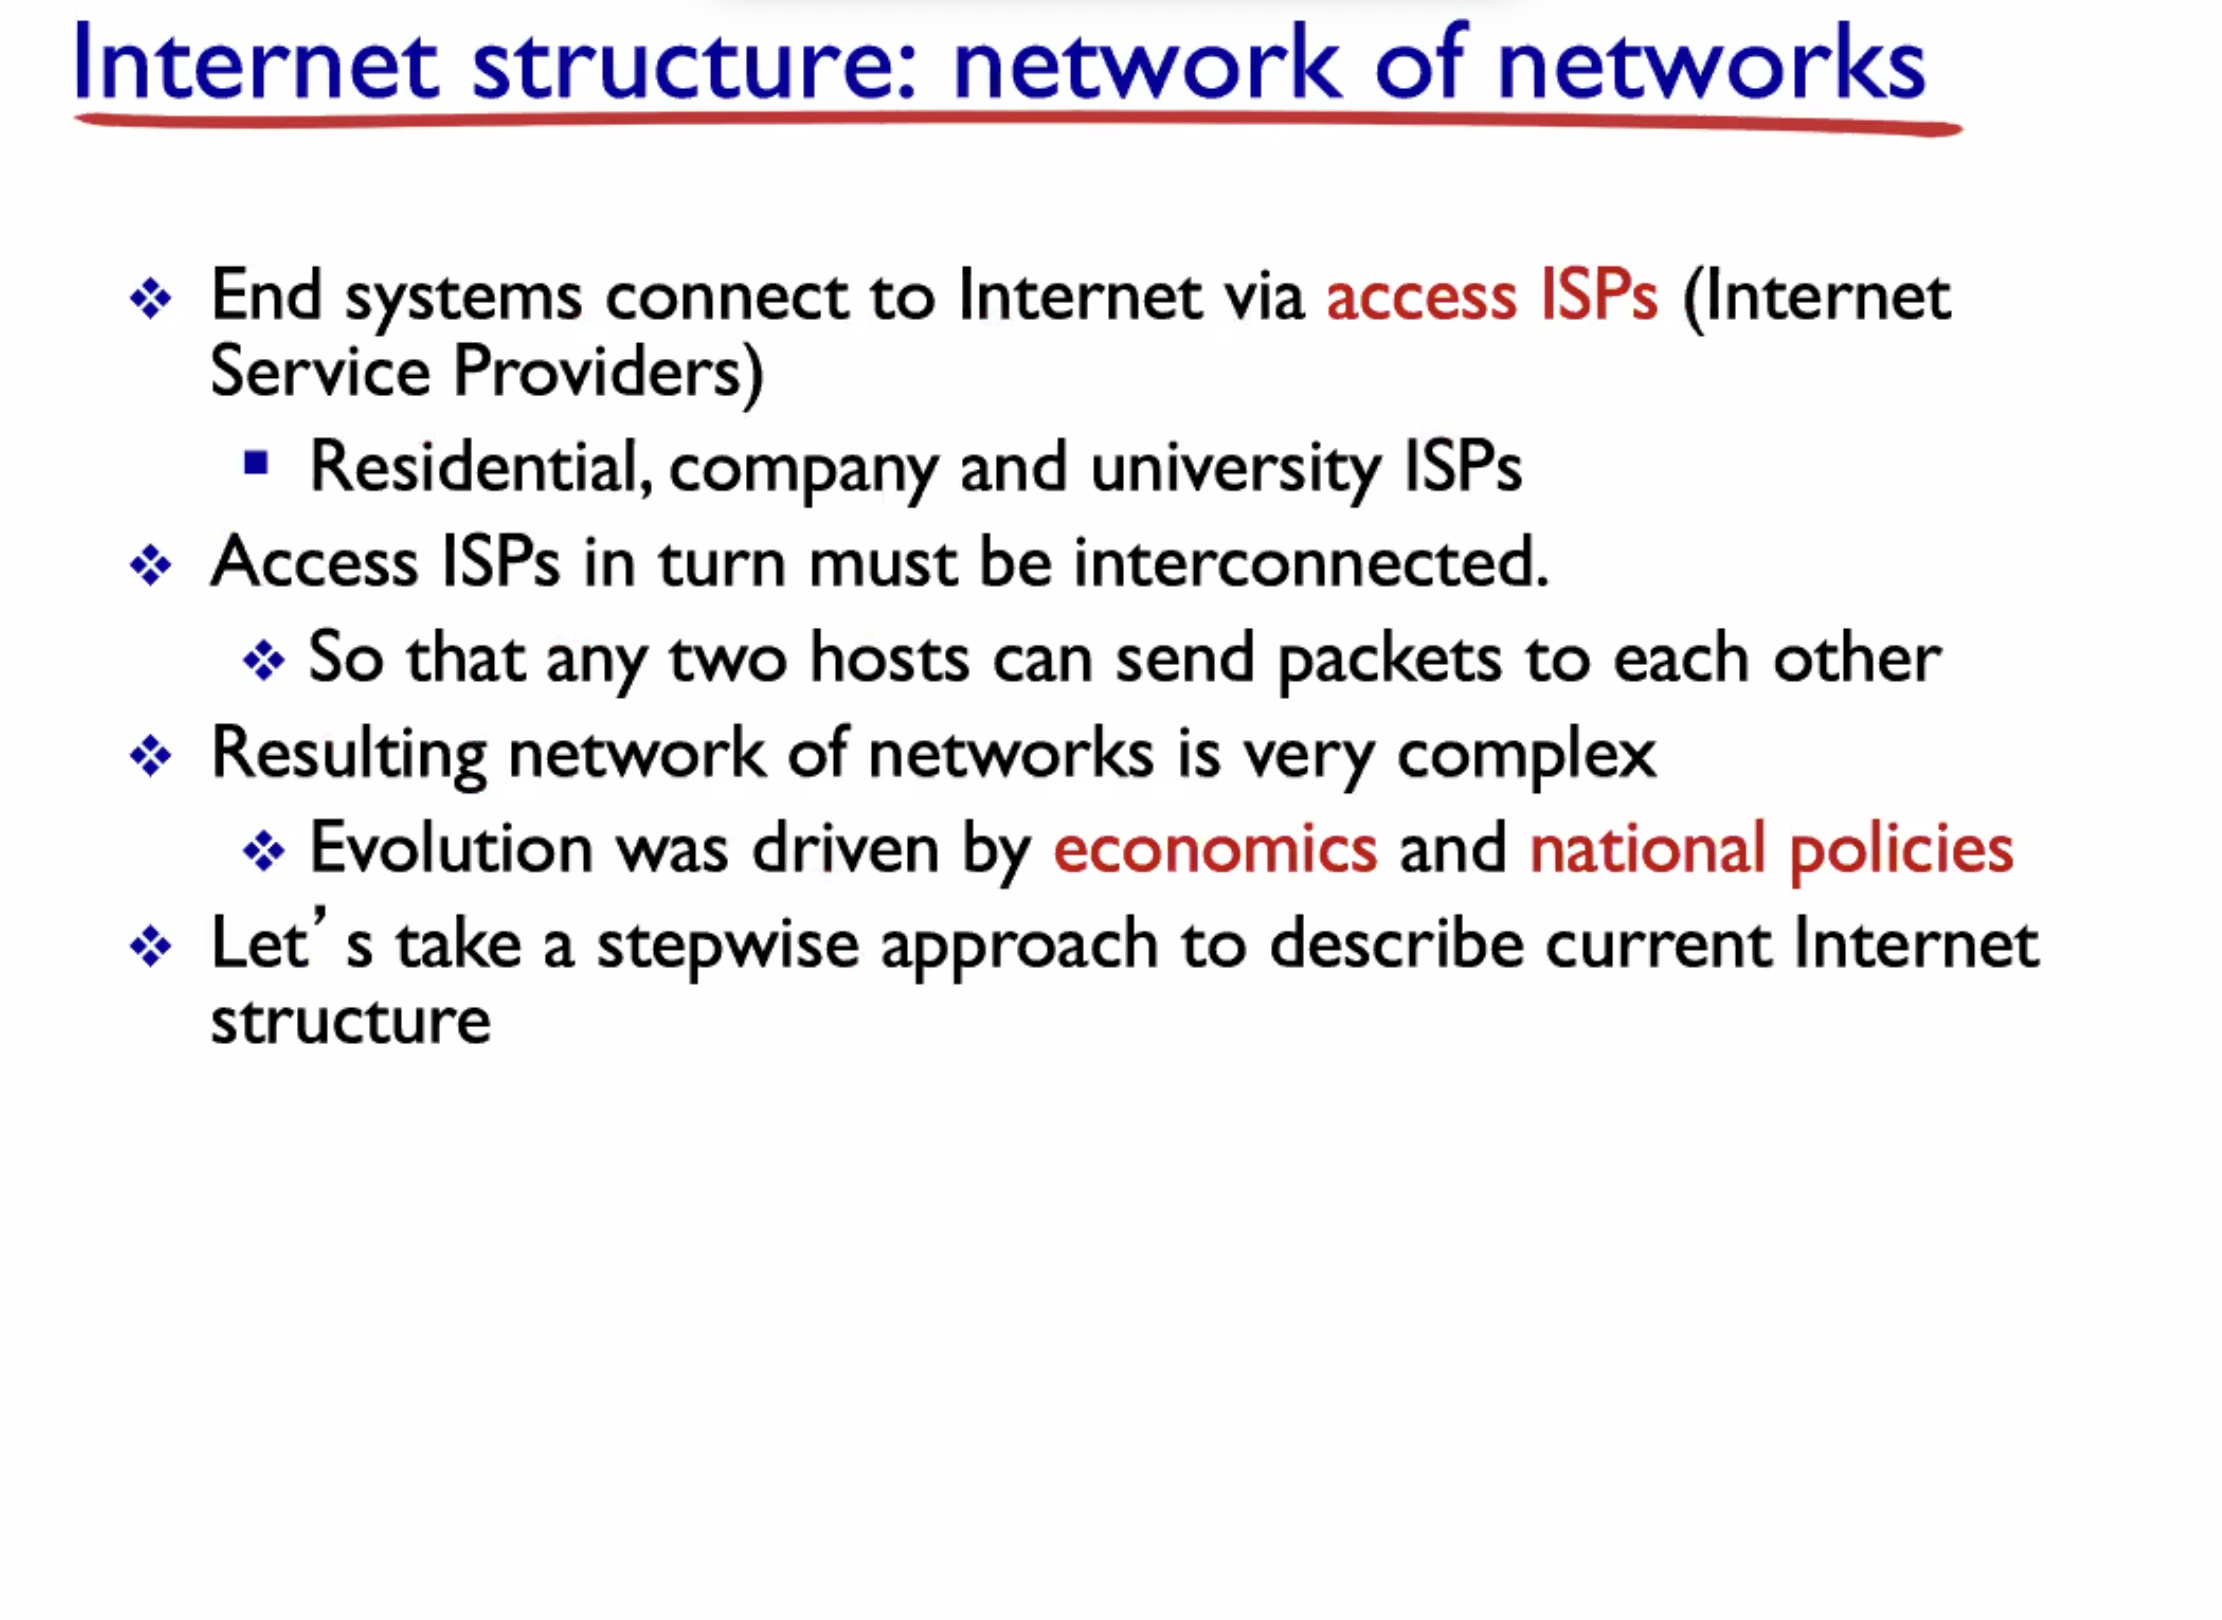 Internet structure: network of networks
End systems connect to Internet via access ISPs (Internet
Service Providers)
Residential, company and university ISPs
Access ISPs in turn must be interconnected.
So that any two hosts can send packets to each other
Resulting network of networks is very complex
Evolution was driven by economics and national policies
Let’s take a stepwise approach to describe current Internet
structure